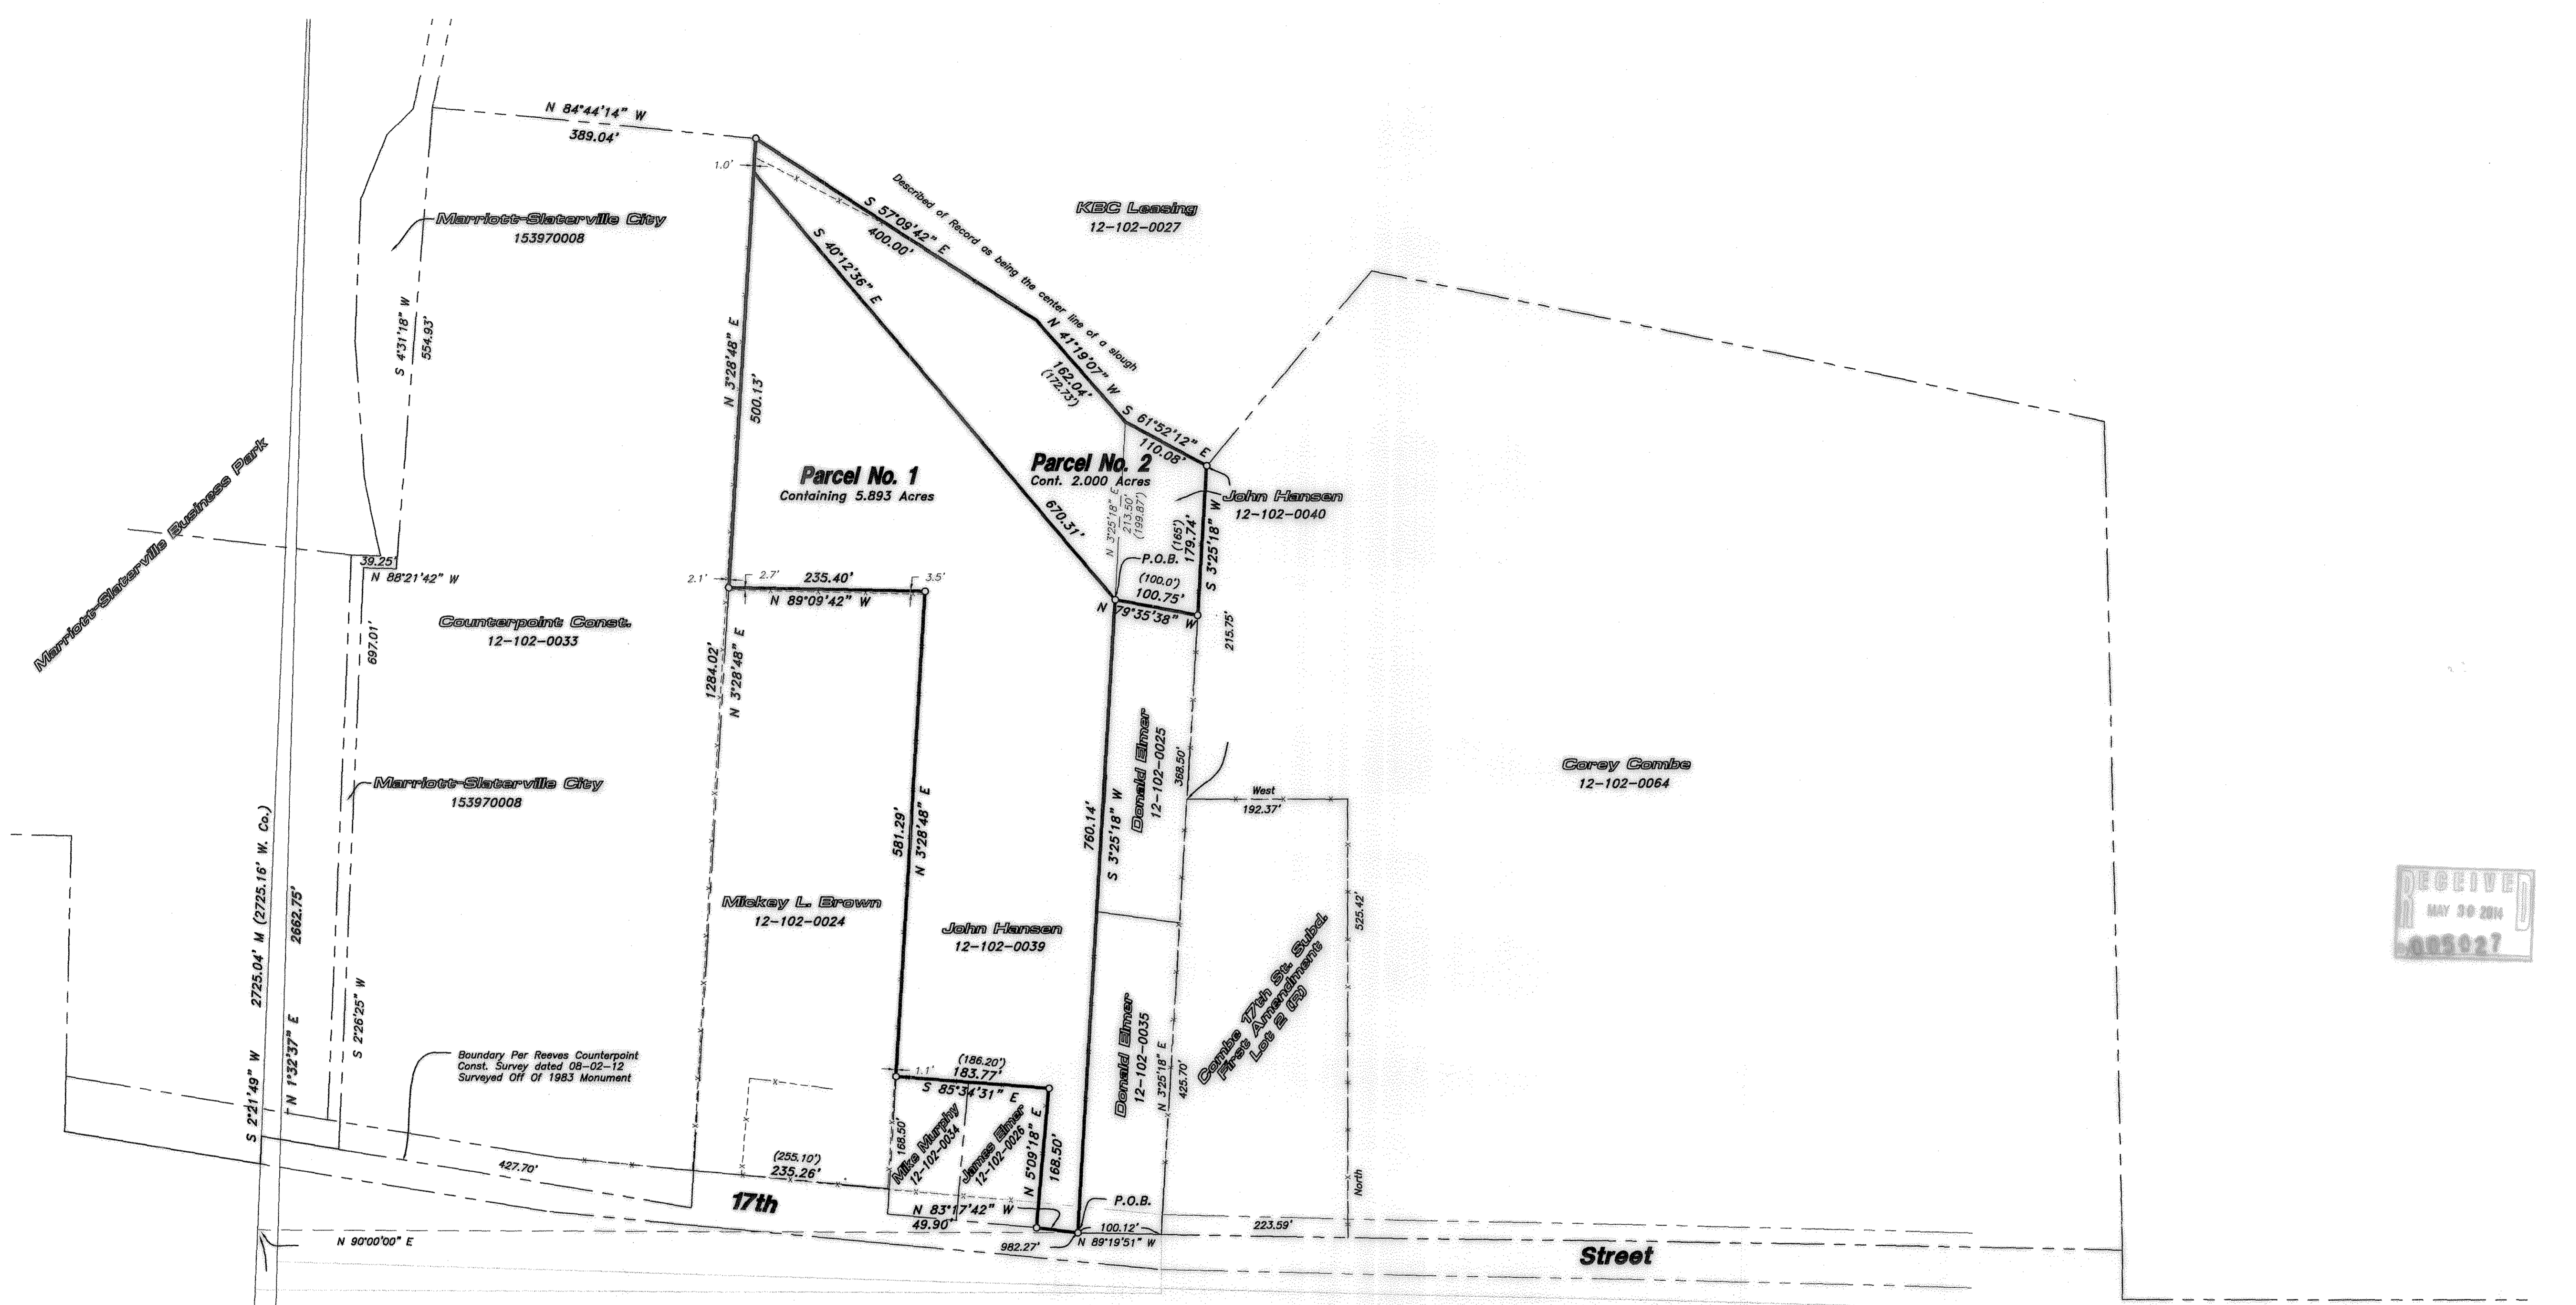 N 84°44'14" W
389.04'
1.0'
Marriott-Slaterville City
153970008
S 4°31'18" W
554.93'
KBC Leasing
12-102-0027
Described of Record as being the center line of a slough
S 57°09'42" E
400.00'
S 40°12'36" E
670.31'
N 41°19'07" W
162.04'
(172.73')
S 61°52'12" E
110.08'
N 3°28'48" E
500.13'
Marriott-Slaterville Business Park
Parcel No. 1
Containing 5.893 Acres
Parcel No. 2
Cont. 2.000 Acres
John Hansen
12-102-0040
N 3°25'18" E
213.50'
(199.87')
(165')
179.74'
S 3°25'18" W
P.O.B.
(100.0')
100.75'
N 79°35'38" W
215.75'
39.25'
N 88°21'42" W
697.01'
Counterpoint Const.
12-102-0033
2.1'
2.7'
235.40'
3.5'
N 89°09'42" W
1284.02'
N 3°28'48" E
Marriott-Slaterville City
153970008
Donald Elmer
12-102-0025
368.50'
West
192.37'
Corey Combe
12-102-0064
581.29'
N 3°28'48" E
760.14'
S 3°25'18" W
Mickey L. Brown
12-102-0024
John Hansen
12-102-0039
525.42'
RECEIVED
MAY 30 2014
005027
S 2°21'49" W 2725.04' M (2725.16' W. Co.)
N 1°32'37" E 2662.75'
S 2°26'25" W
Boundary Per Reeves Counterpoint
Const. Survey dated 08-02-12
Surveyed Off Of 1983 Monument
Donald Elmer
12-102-0035
N 3°25'18" E
425.70'
Combe 17th St. Subd.
First Amendment
Lot 2 (R)
(186.20')
183.77'
1.1'
S 85°34'31" E
168.50'
Mike Murphy
12-102-0034
James Elmer
12-102-0026
N 5°09'18" E
168.50'
427.70'
(255.10')
235.26'
17th
N 83°17'42" W
49.90'
P.O.B.
100.12'
N 89°19'51" W
982.27'
223.59'
North
N 90°00'00" E
Street